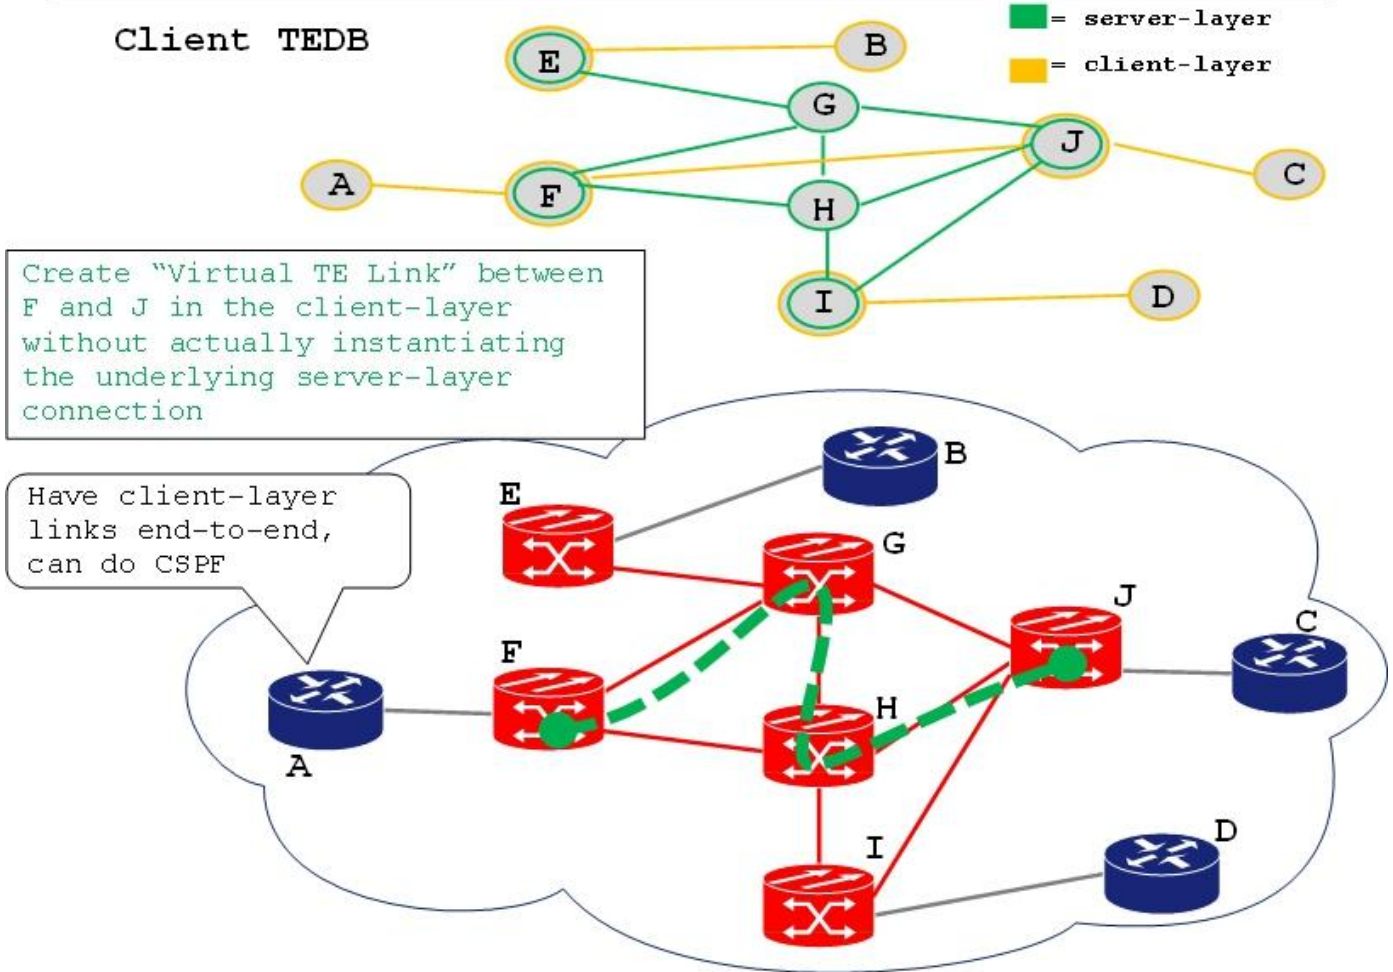 = server-layer
Client TEDB
= client-layer
E
B
G
J
A
F
H
C
I
D
Create “Virtual TE Link” between
F and J in the client-layer
without actually instantiating
the underlying server-layer
connection
Have client-layer
links end-to-end,
can do CSPF
B
E
G
J
C
F
H
A
D
I